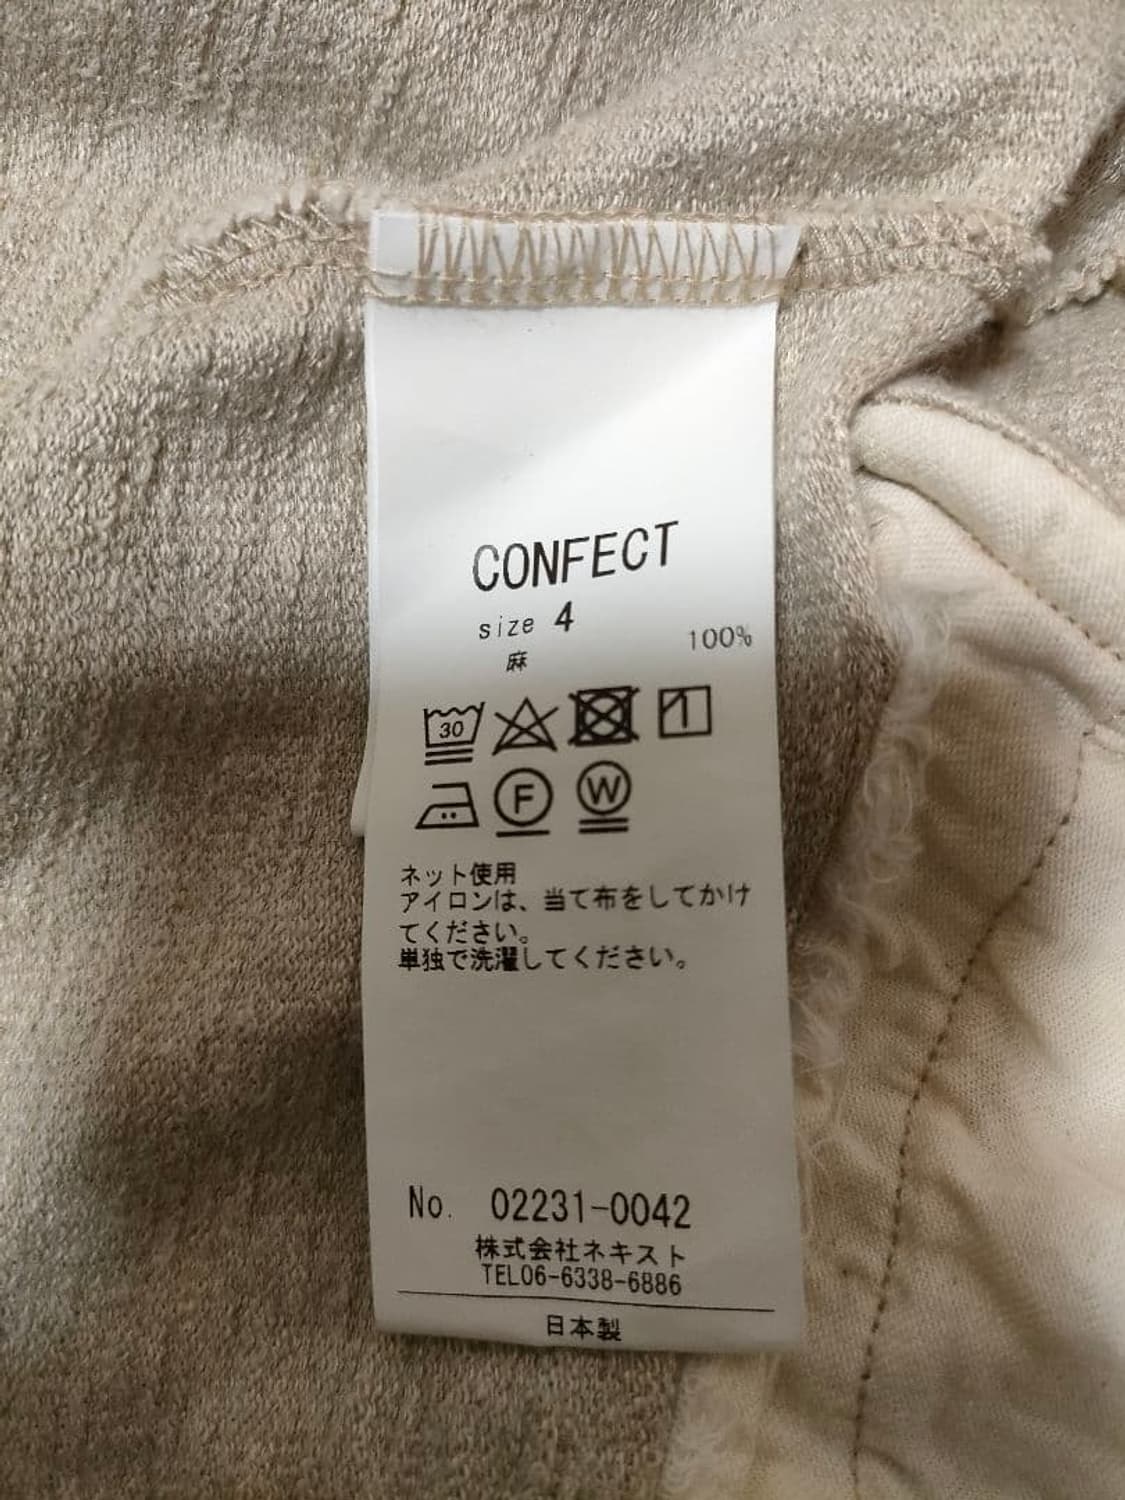 CONFECT
size 4
麻 100%
30
F W
ネット使用
アイロンは、当て布をしてかけ
てください。
単独で洗濯してください。
No. 02231-0042
株式会社ネキスト
TEL06-6338-6886
日本製